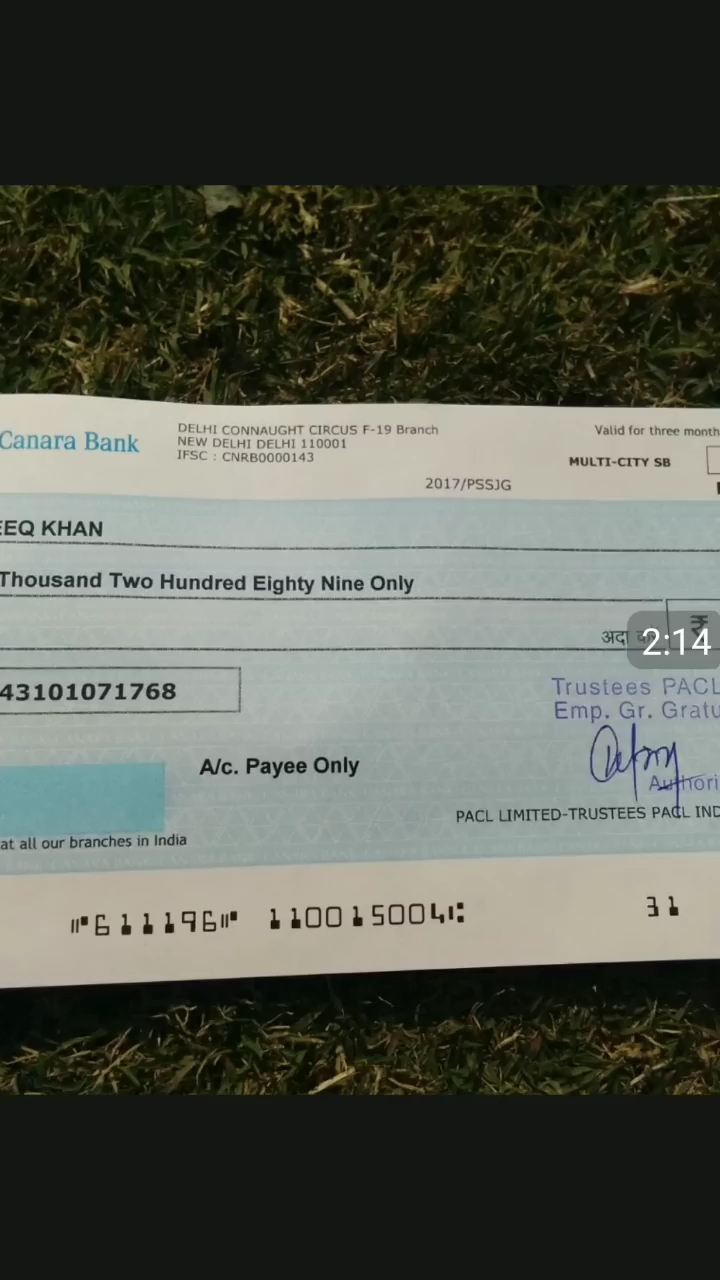 Canara Bank
DELHI CONNAUGHT CIRCUS F-19 Branch
NEW DELHI DELHI 110001
IFSC : CNRB0000143
Valid for three month
MULTI-CITY SB
2017/PSSJG
EEQ KHAN
Thousand Two Hundred Eighty Nine Only
अदा
₹
2:14
43101071768
Trustees PACL
Emp. Gr. Gratu
A/c. Payee Only
Authori
PACL LIMITED-TRUSTEES PACL IND
at all our branches in India
⑈611196⑈ 110015004⑆ 31